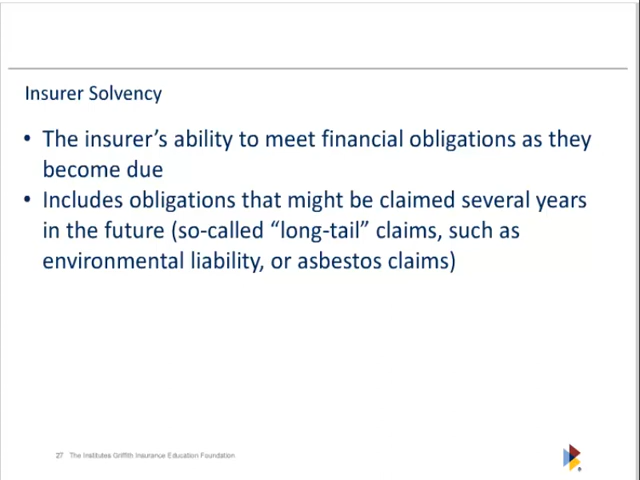 Insurer Solvency
• The insurer's ability to meet financial obligations as they
become due
• Includes obligations that might be claimed several years
in the future (so-called “long-tail” claims, such as
environmental liability, or asbestos claims)
27 The Institutes Griffith Insurance Education Foundation